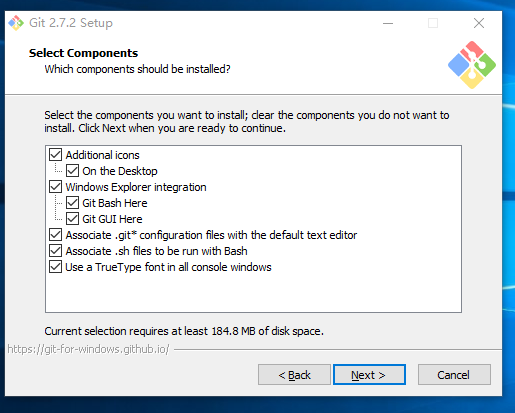 Git 2.7.2 Setup
Select Components
Which components should be installed?
Select the components you want to install; clear the components you do not want to
install. Click Next when you are ready to continue.
Additional icons
On the Desktop
Windows Explorer integration
Git Bash Here
Git GUI Here
Associate .git* configuration files with the default text editor
Associate .sh files to be run with Bash
Use a TrueType font in all console windows
Current selection requires at least 184.8 MB of disk space.
https://git-for-windows.github.io/
< Back
Next >
Cancel